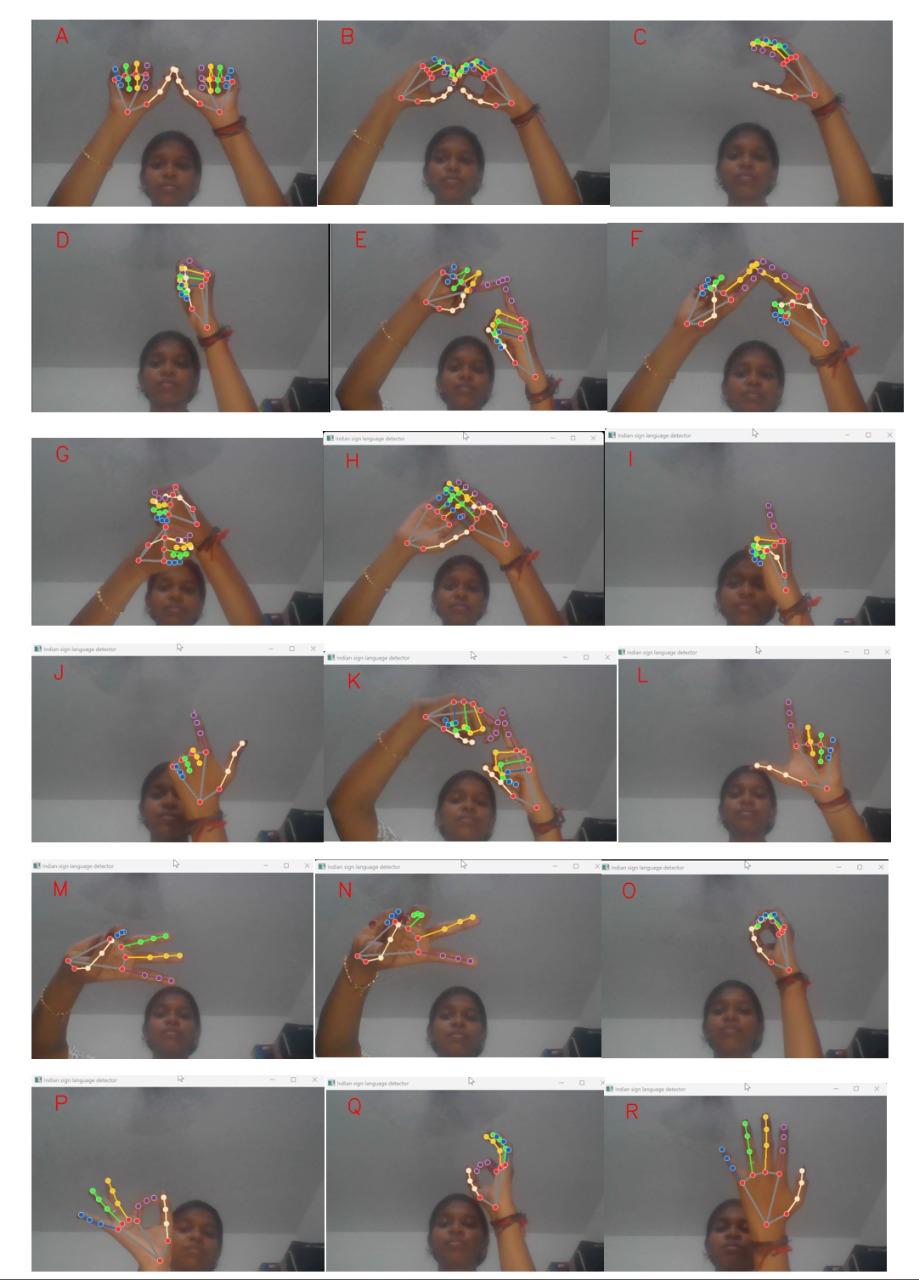 A
B
C
D
E
F
G
Indian sign language detector
H
Indian sign language detector
I
Indian sign language detector
J
Indian sign language detector
K
Indian sign language detector
L
Indian sign language detector
M
Indian sign language detector
N
Indian sign language detector
O
Indian sign language detector
P
Indian sign language detector
Q
Indian sign language detector
R